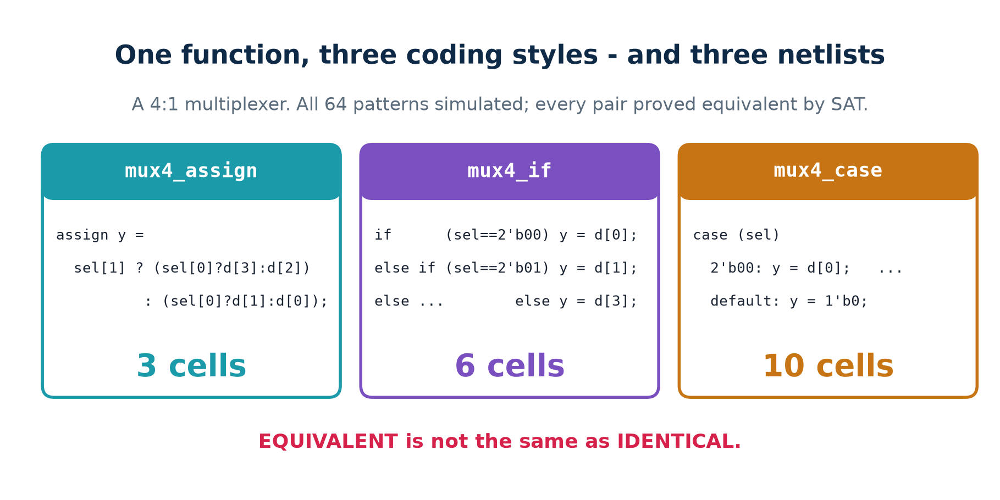 One function, three coding styles - and three netlists
A 4:1 multiplexer. All 64 patterns simulated; every pair proved equivalent by SAT.
mux4_assign
assign y =
  sel[1] ? (sel[0]?d[3]:d[2])
          : (sel[0]?d[1]:d[0]);
3 cells
mux4_if
if      (sel==2'b00) y = d[0];
else if (sel==2'b01) y = d[1];
else ...        else y = d[3];
6 cells
mux4_case
case (sel)
  2'b00: y = d[0];   ...
  default: y = 1'b0;
10 cells
EQUIVALENT is not the same as IDENTICAL.